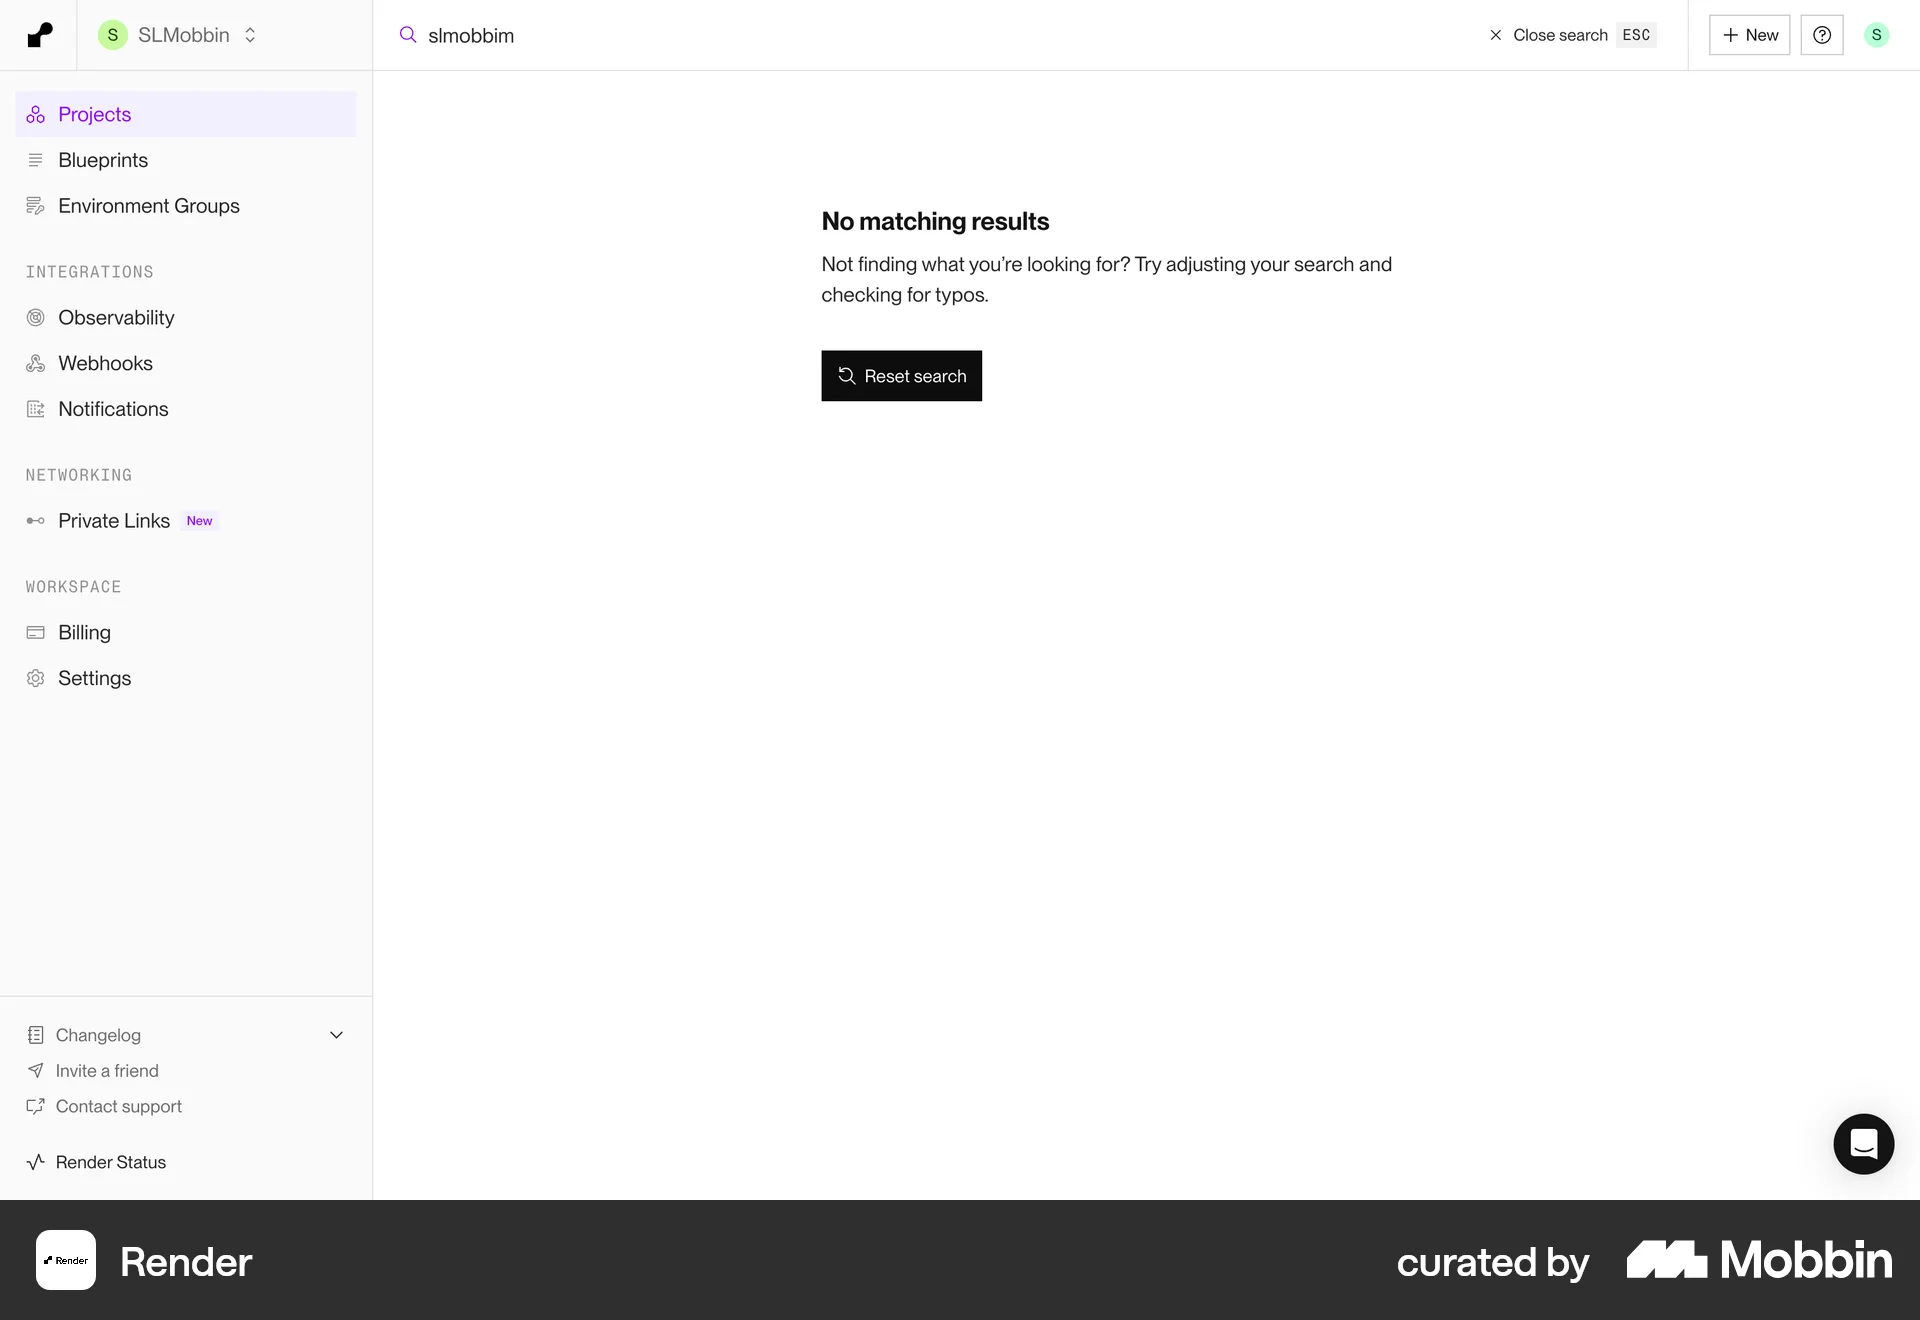 S SLMobbin
slmobbim
Close search ESC
New
S
Projects
Blueprints
Environment Groups
INTEGRATIONS
Observability
Webhooks
Notifications
NETWORKING
Private Links New
WORKSPACE
Billing
Settings
No matching results
Not finding what you’re looking for? Try adjusting your search and
checking for typos.
Reset search
Changelog
Invite a friend
Contact support
Render Status
Render
Render
curated by
Mobbin